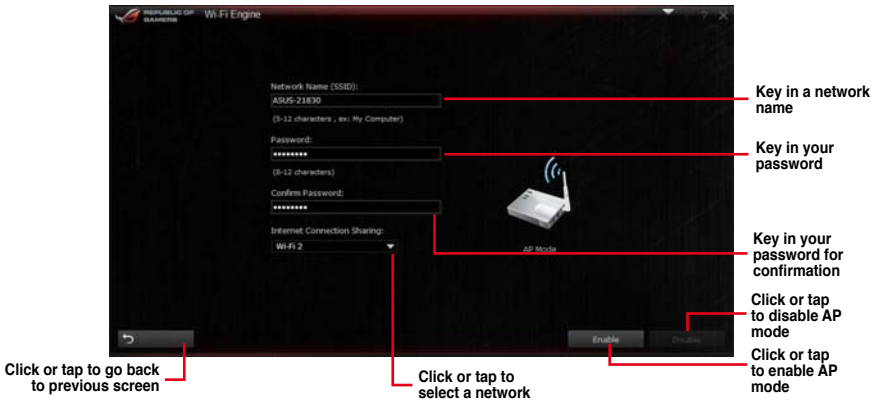 REPUBLIC OF
GAMERS
Wi-Fi Engine
? X
Network Name (SSID):
ASUS-21830
(5-12 characters , ex: My Computer)
Password:
••••••••
(8-12 characters)
Confirm Password:
••••••••
Internet Connection Sharing:
Wi-Fi 2
AP Mode
Enable
Disable
Key in a network
name
Key in your
password
Key in your
password for
confirmation
Click or tap
to disable AP
mode
Click or tap
to enable AP
mode
Click or tap to go back
to previous screen
Click or tap to
select a network